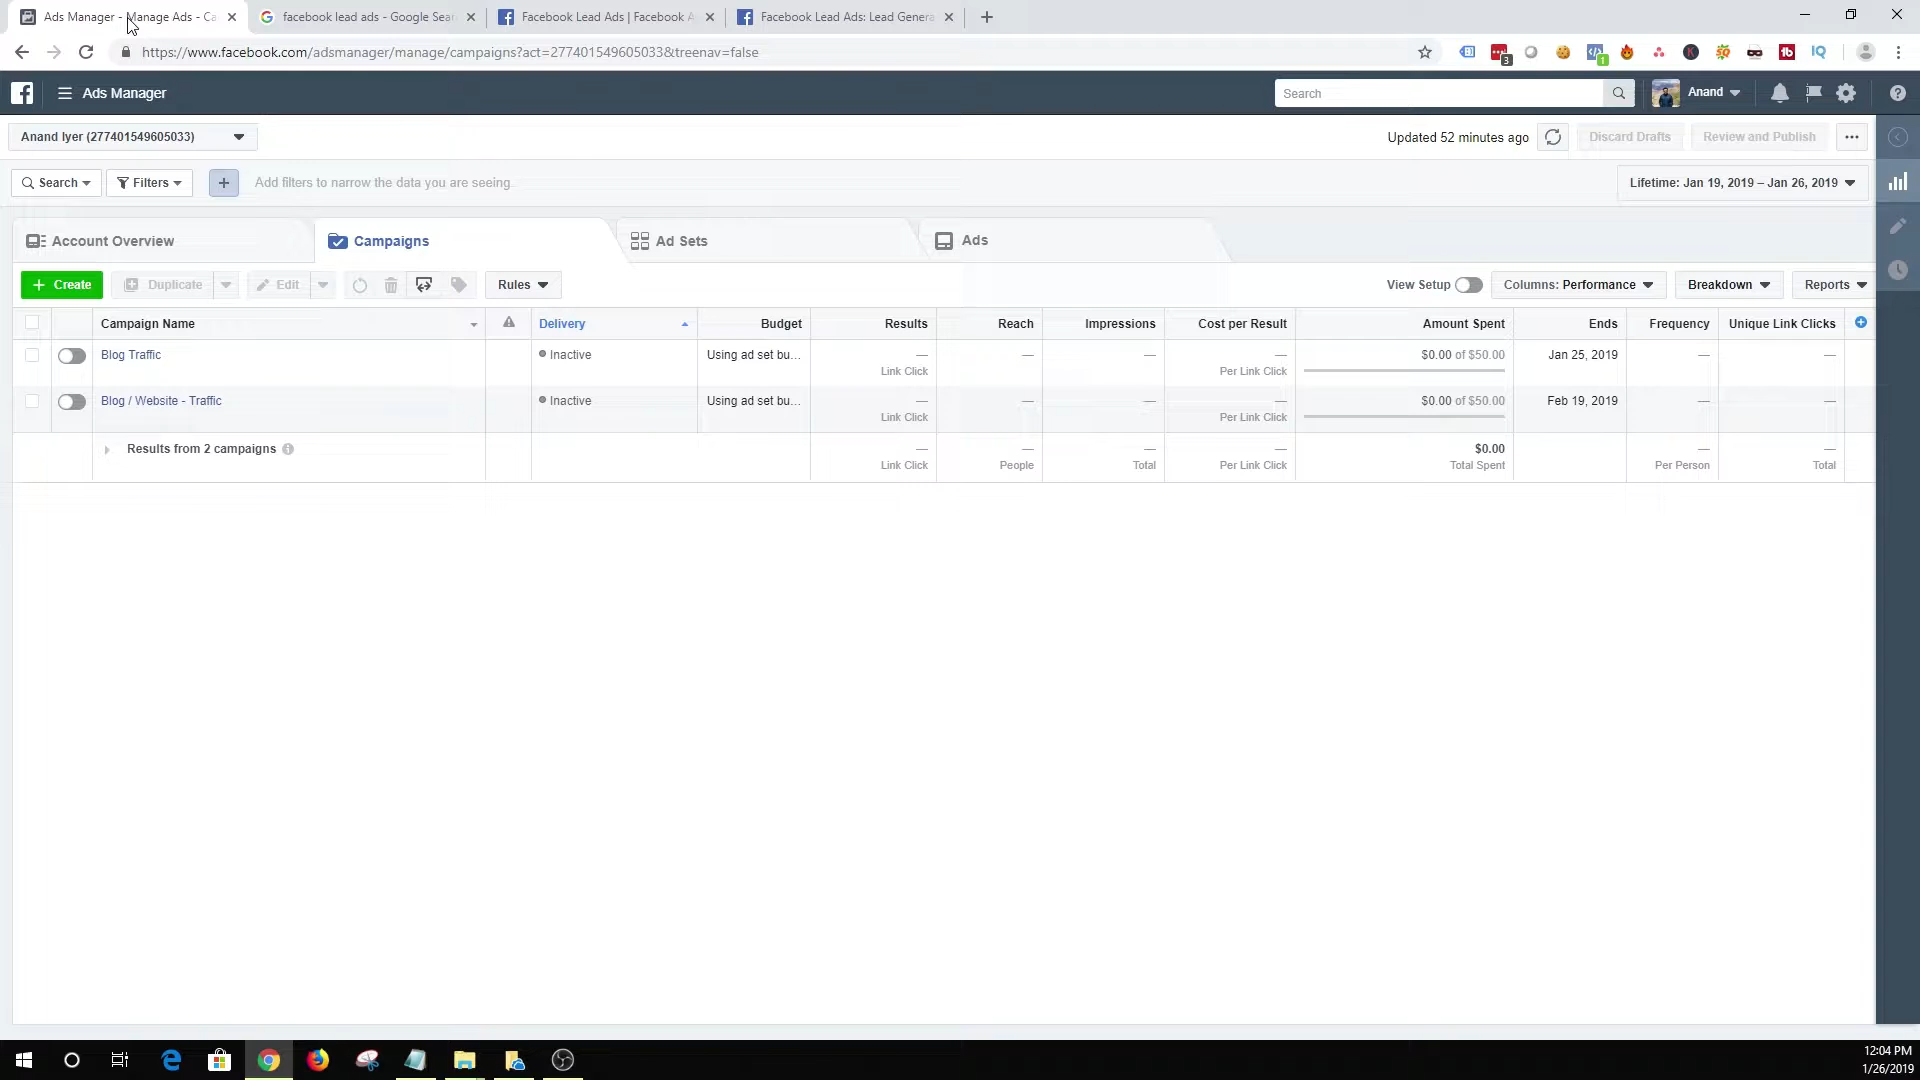 Ads Manager - Manage Ads - Ca
facebook lead ads - Google Sear
Facebook Lead Ads | Facebook A
Facebook Lead Ads: Lead Genera
https://www.facebook.com/adsmanager/manage/campaigns?act=277401549605033&treenav=false
3
1
K
tb
IQ
Ads Manager
Search
Anand
Anand Iyer (277401549605033)
Updated 52 minutes ago
Discard Drafts
Review and Publish
Search
Filters
Add filters to narrow the data you are seeing.
Lifetime: Jan 19, 2019 – Jan 26, 2019
Account Overview
Campaigns
Ad Sets
Ads
+ Create
Duplicate
Edit
Rules
View Setup
Columns: Performance
Breakdown
Reports
Campaign Name
Delivery
Budget
Results
Reach
Impressions
Cost per Result
Amount Spent
Ends
Frequency
Unique Link Clicks
Blog Traffic
Inactive
Using ad set bu...
— — — — $0.00 of $50.00 Jan 25, 2019 — —
Link Click
Per Link Click
Blog / Website - Traffic
Inactive
Using ad set bu...
— — — — $0.00 of $50.00 Feb 19, 2019 — —
Link Click
Per Link Click
Results from 2 campaigns
— — — — $0.00 — —
Link Click
People
Total
Per Link Click
Total Spent
Per Person
Total
12:04 PM
1/26/2019